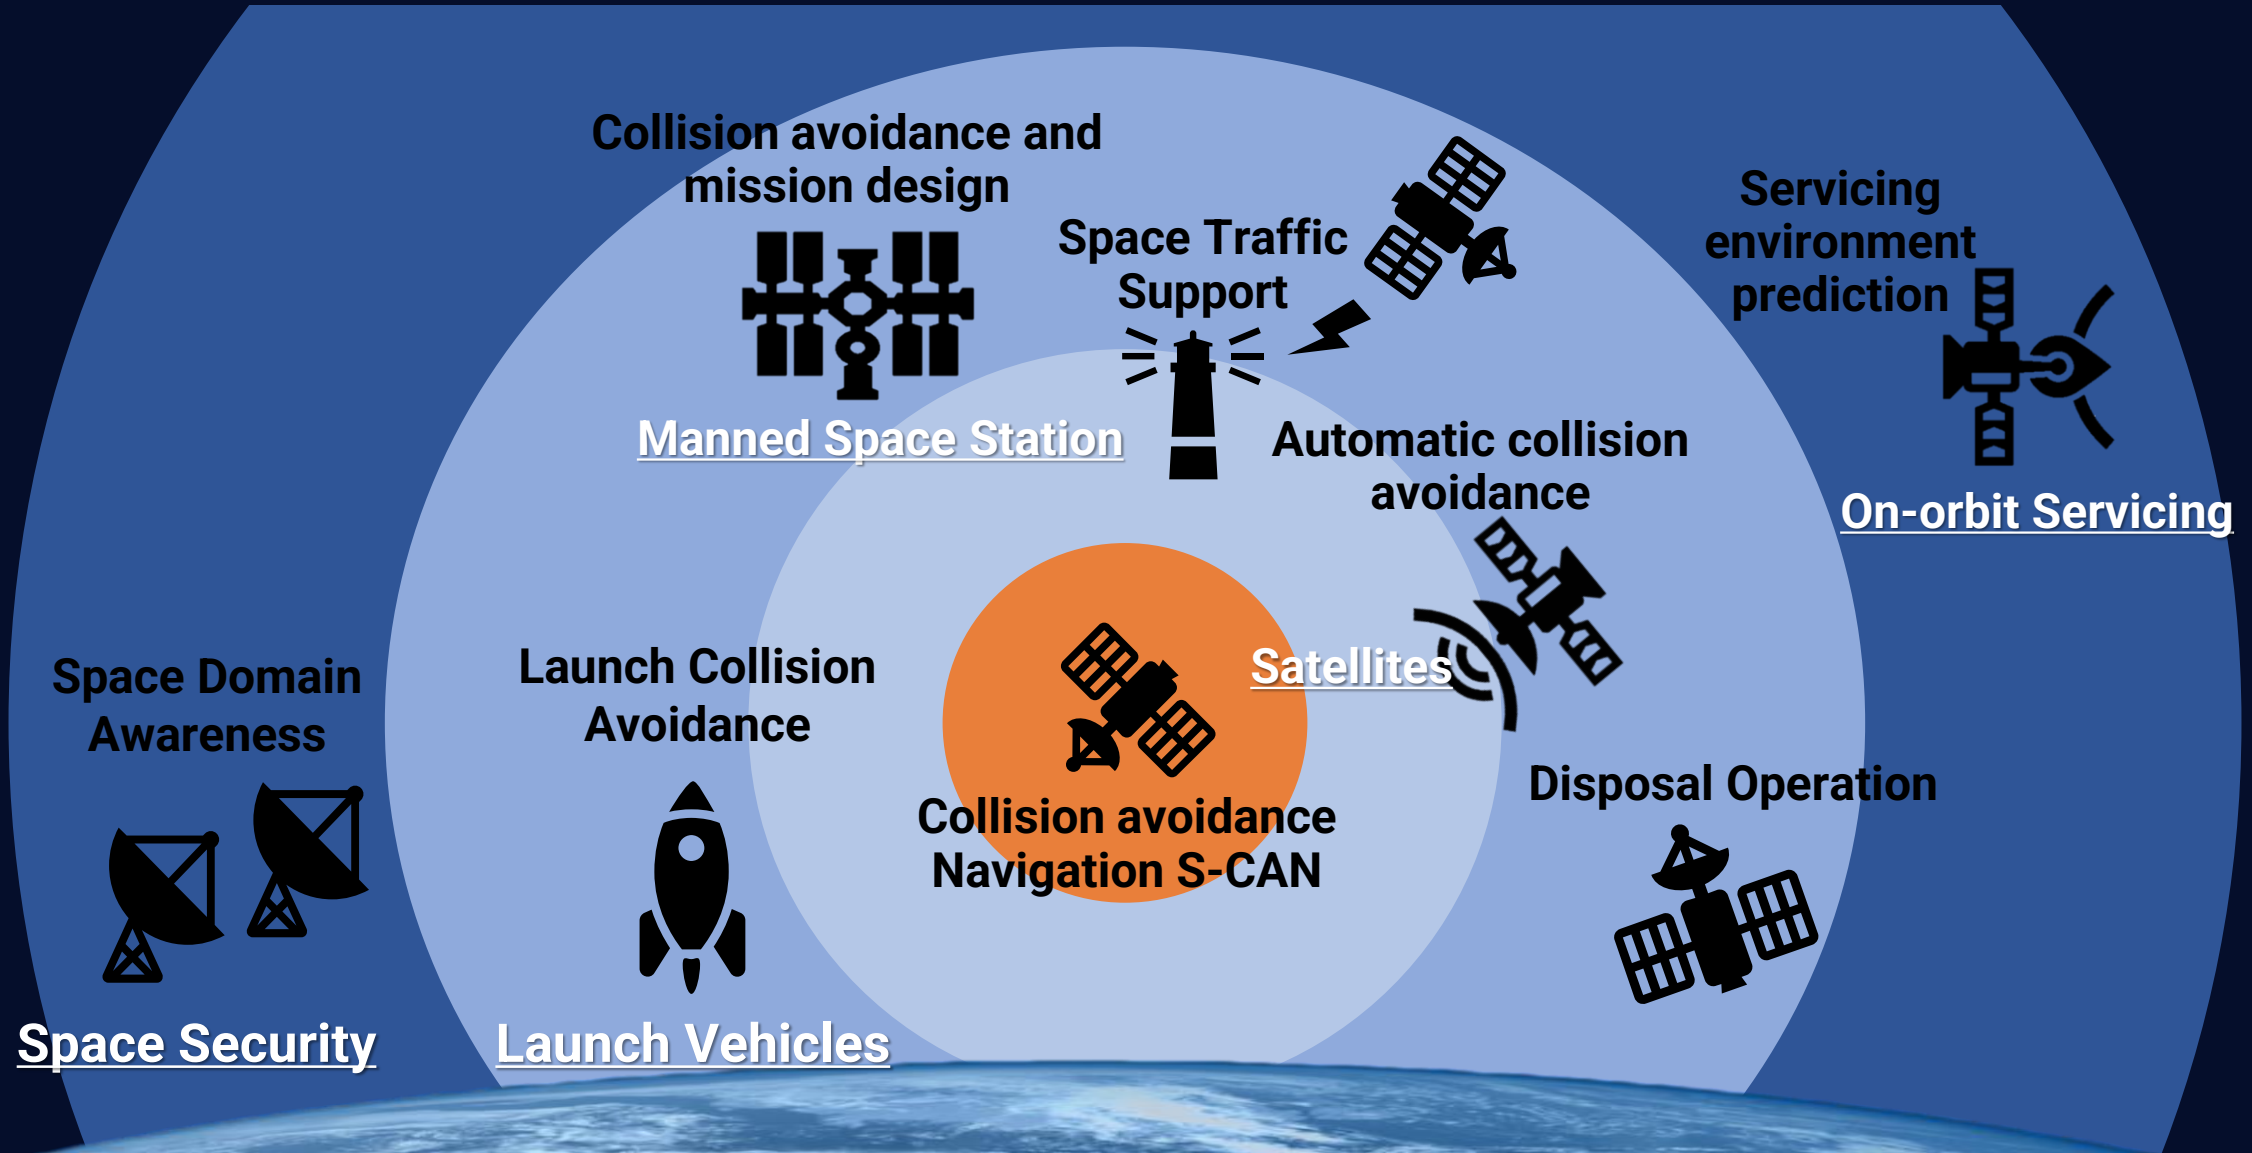 Collision avoidance and
mission design
Manned Space Station
Space Traffic
Support
Servicing
environment
prediction
On-orbit Servicing
Automatic collision
avoidance
Satellites
Space Domain
Awareness
Space Security
Launch Collision
Avoidance
Launch Vehicles
Collision avoidance
Navigation S-CAN
Disposal Operation